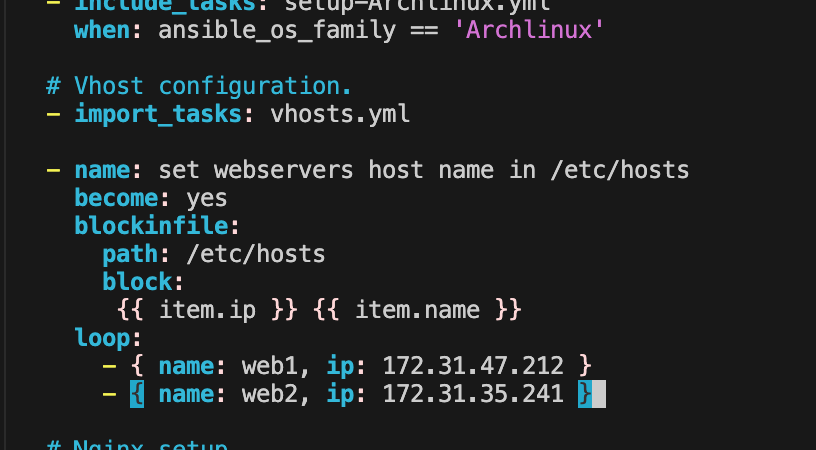 - include_tasks: setup-Archlinux.yml
  when: ansible_os_family == 'Archlinux'

# Vhost configuration.
- import_tasks: vhosts.yml

- name: set webservers host name in /etc/hosts
  become: yes
  blockinfile:
    path: /etc/hosts
    block:
     {{ item.ip }} {{ item.name }}
  loop:
    - { name: web1, ip: 172.31.47.212 }
    - { name: web2, ip: 172.31.35.241 }

# Nginx setup